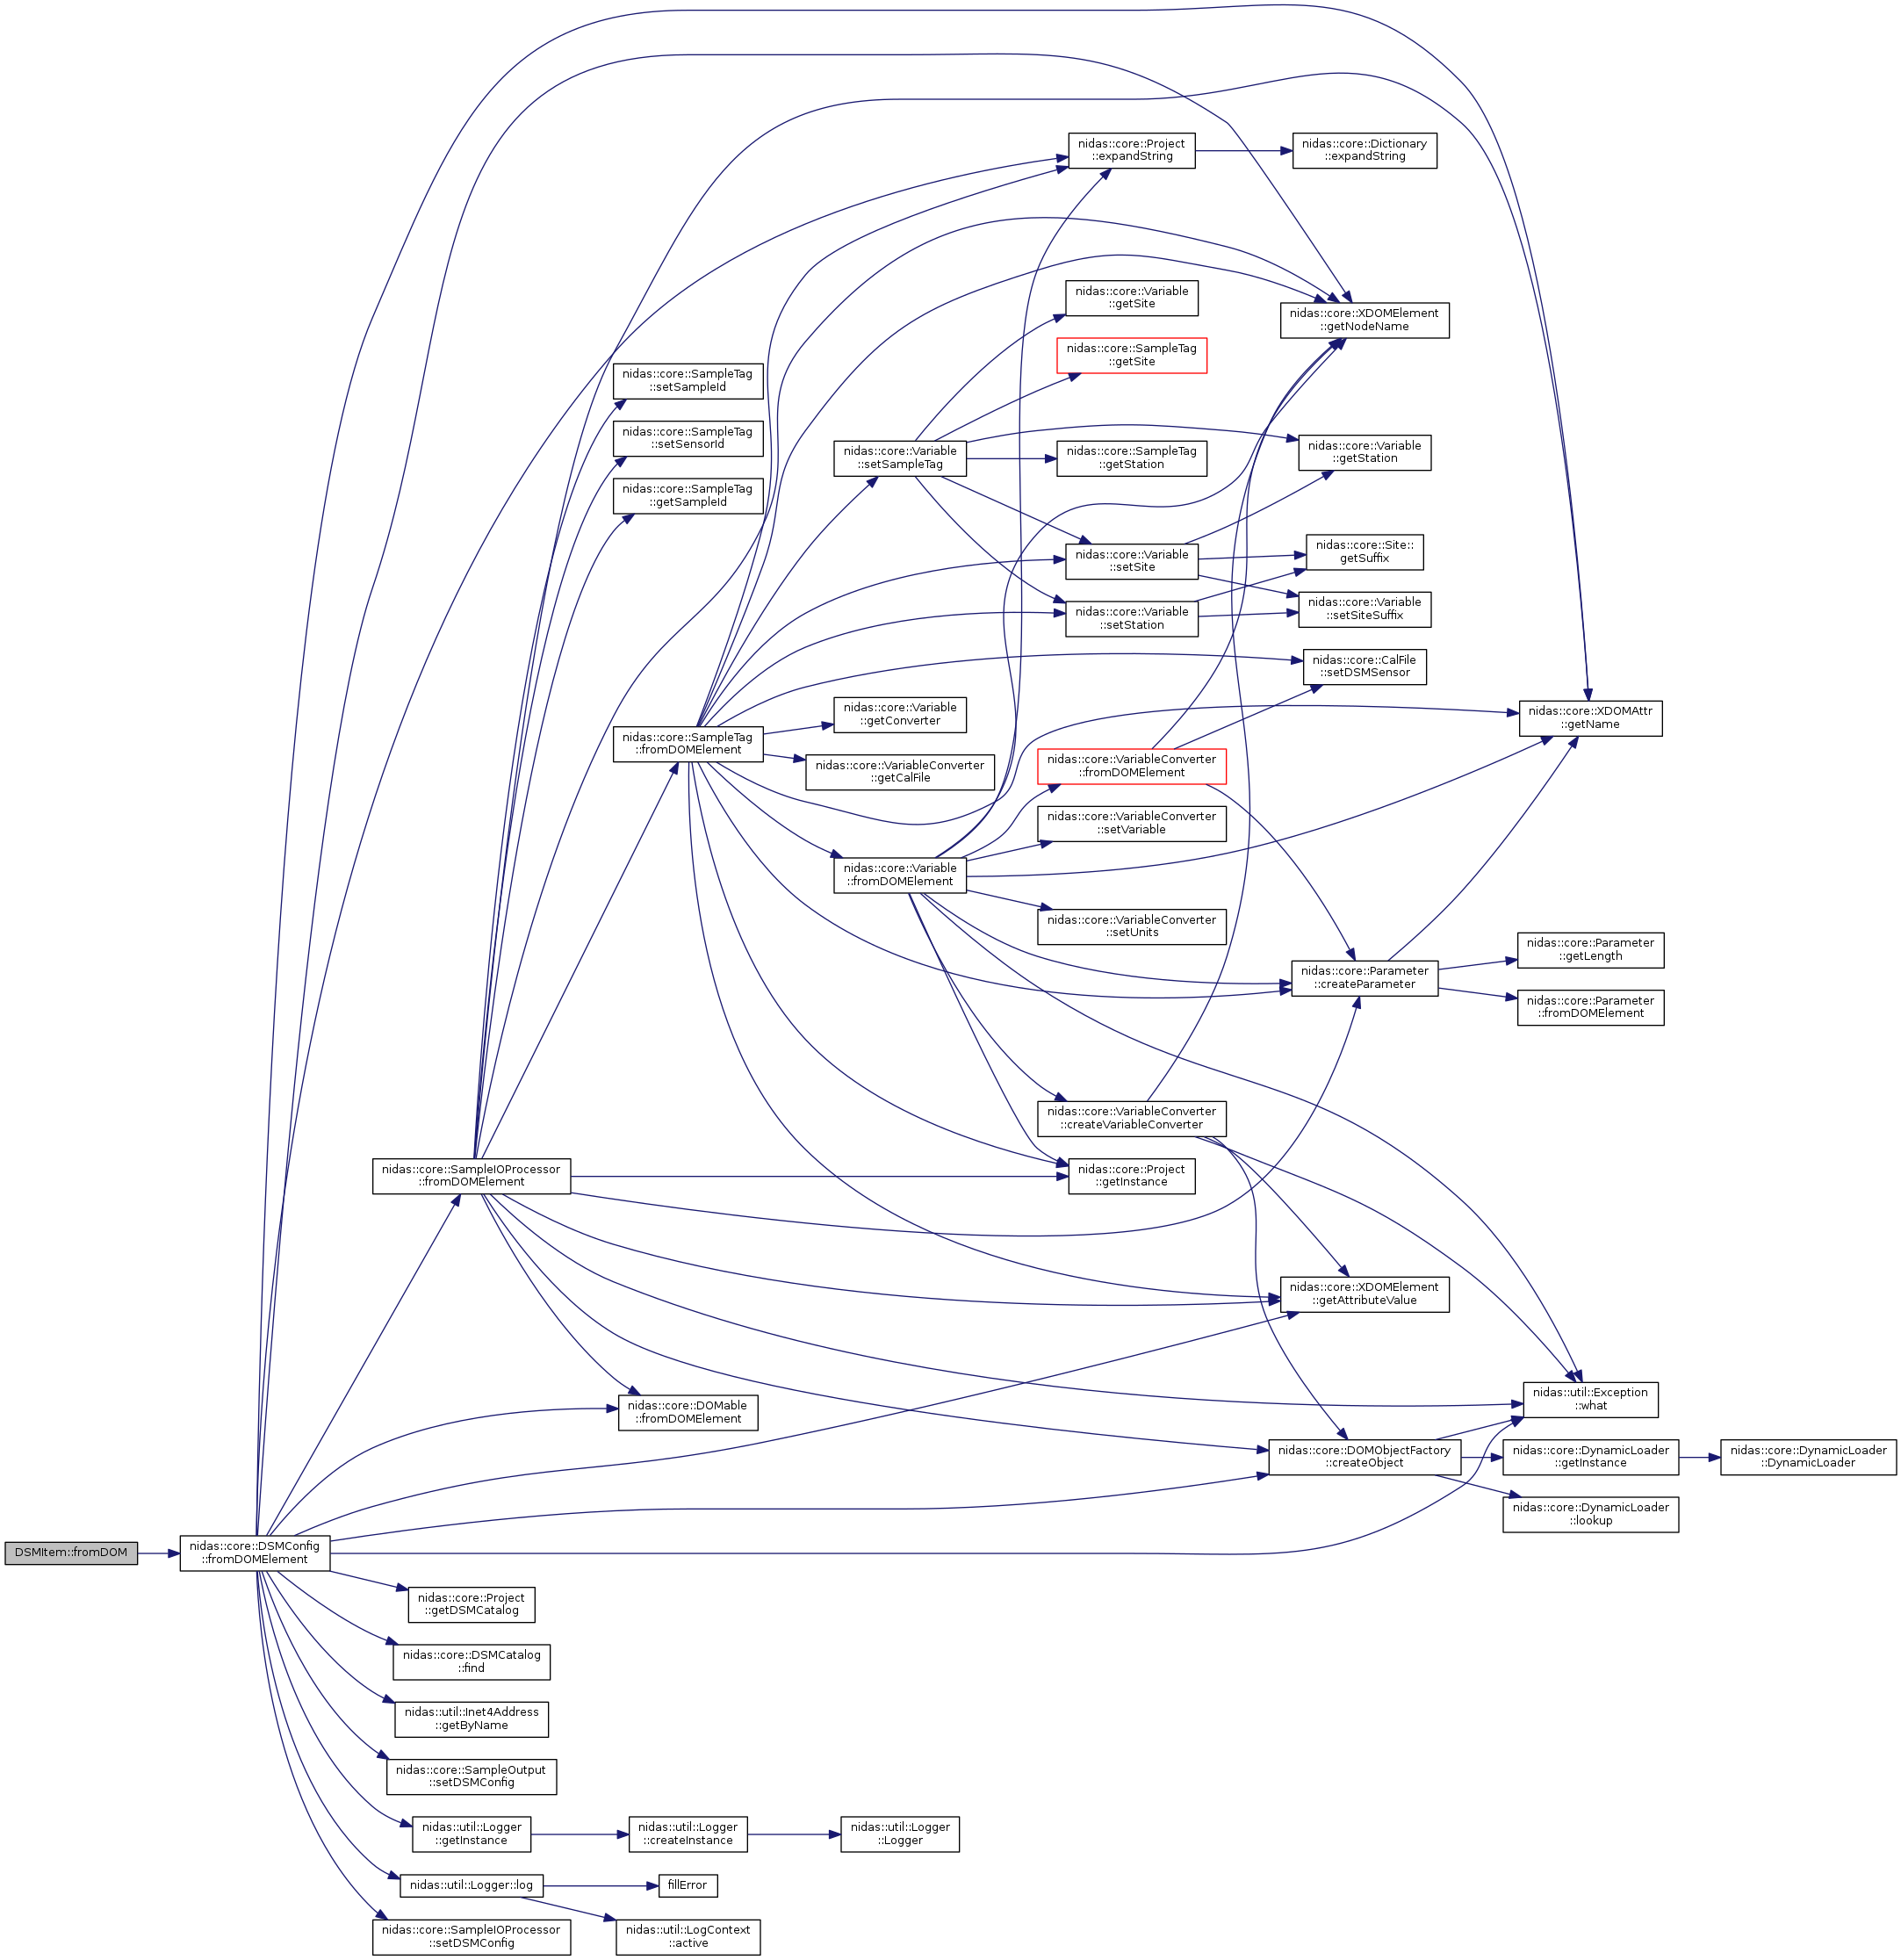 nidas::core::Project
::expandString
nidas::core::Dictionary
::expandString
nidas::core::Variable
::getSite
nidas::core::XDOMElement
::getNodeName
nidas::core::SampleTag
::getSite
nidas::core::SampleTag
::setSampleId
nidas::core::SampleTag
::setSensorId
nidas::core::Variable
::setSampleTag
nidas::core::SampleTag
::getStation
nidas::core::Variable
::getStation
nidas::core::SampleTag
::getSampleId
nidas::core::Variable
::setSite
nidas::core::Site::
getSuffix
nidas::core::Variable
::setStation
nidas::core::Variable
::setSiteSuffix
nidas::core::CalFile
::setDSMSensor
nidas::core::Variable
::getConverter
nidas::core::XDOMAttr
::getName
nidas::core::SampleTag
::fromDOMElement
nidas::core::VariableConverter
::getCalFile
nidas::core::VariableConverter
::fromDOMElement
nidas::core::VariableConverter
::setVariable
nidas::core::Variable
::fromDOMElement
nidas::core::VariableConverter
::setUnits
nidas::core::Parameter
::createParameter
nidas::core::Parameter
::getLength
nidas::core::Parameter
::fromDOMElement
nidas::core::VariableConverter
::createVariableConverter
nidas::core::SampleIOProcessor
::fromDOMElement
nidas::core::Project
::getInstance
nidas::core::XDOMElement
::getAttributeValue
nidas::core::DOMable
::fromDOMElement
nidas::util::Exception
::what
nidas::core::DOMObjectFactory
::createObject
nidas::core::DynamicLoader
::getInstance
nidas::core::DynamicLoader
::DynamicLoader
nidas::core::DynamicLoader
::lookup
DSMItem::fromDOM
nidas::core::DSMConfig
::fromDOMElement
nidas::core::Project
::getDSMCatalog
nidas::core::DSMCatalog
::find
nidas::util::Inet4Address
::getByName
nidas::core::SampleOutput
::setDSMConfig
nidas::util::Logger
::getInstance
nidas::util::Logger
::createInstance
nidas::util::Logger
::Logger
nidas::util::Logger::log
fillError
nidas::core::SampleIOProcessor
::setDSMConfig
nidas::util::LogContext
::active